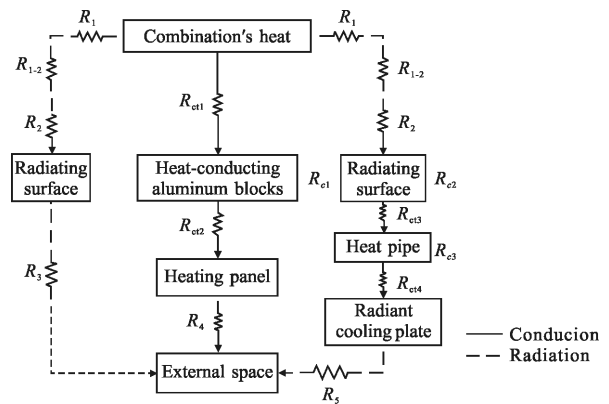 R1
Combination's heat
R1
R1-2
Rct1
R1-2
R2
R2
Radiating
surface
Heat-conducting
aluminum blocks
Rc1
Radiating
surface
Rc2
Rct2
Rct3
Heat pipe
Rc3
R3
Heating panel
Rct4
R4
Radiant
cooling plate
Conducion
Radiation
External space
R5